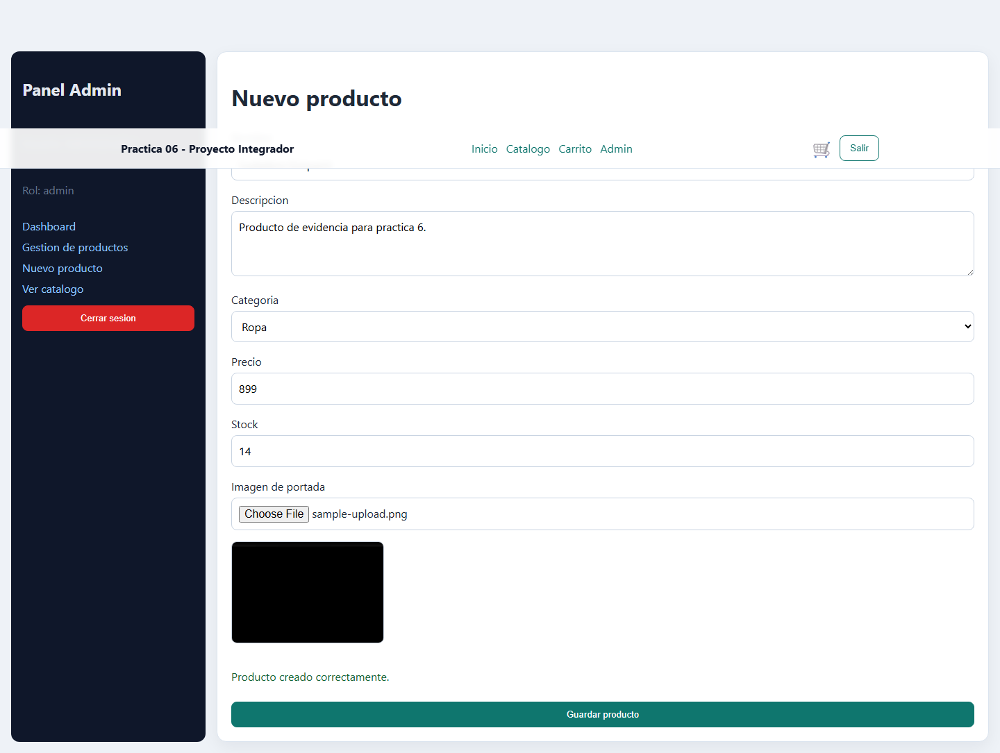 Panel Admin
Nuevo producto
Practica 06 - Proyecto Integrador
Inicio
Catalogo
Carrito
Admin
Salir
Rol: admin
Dashboard
Gestion de productos
Nuevo producto
Ver catalogo
Cerrar sesion
Descripcion
Producto de evidencia para practica 6.
Categoria
Ropa
Precio
899
Stock
14
Imagen de portada
Choose File sample-upload.png
Producto creado correctamente.
Guardar producto